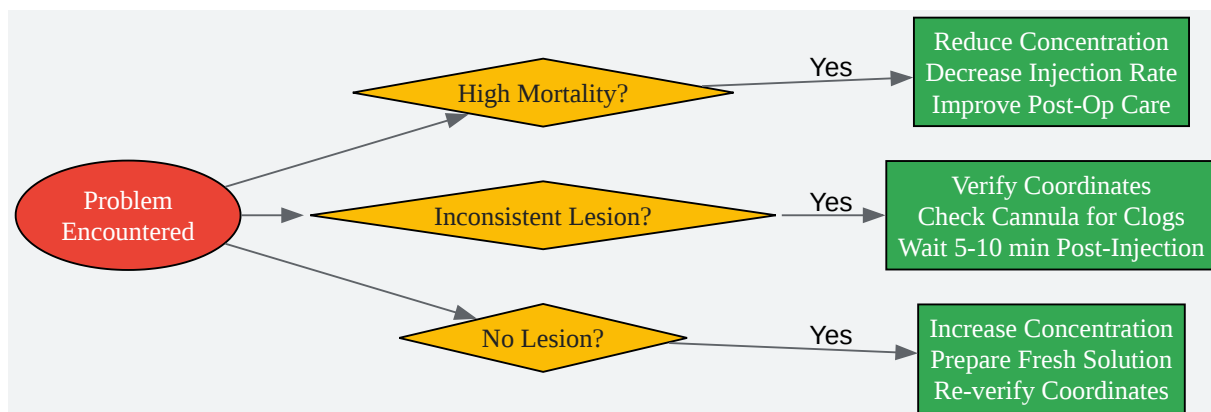 Problem
Encountered
High Mortality?
Yes
Reduce Concentration
Decrease Injection Rate
Improve Post-Op Care
Inconsistent Lesion?
Yes
Verify Coordinates
Check Cannula for Clogs
Wait 5-10 min Post-Injection
No Lesion?
Yes
Increase Concentration
Prepare Fresh Solution
Re-verify Coordinates